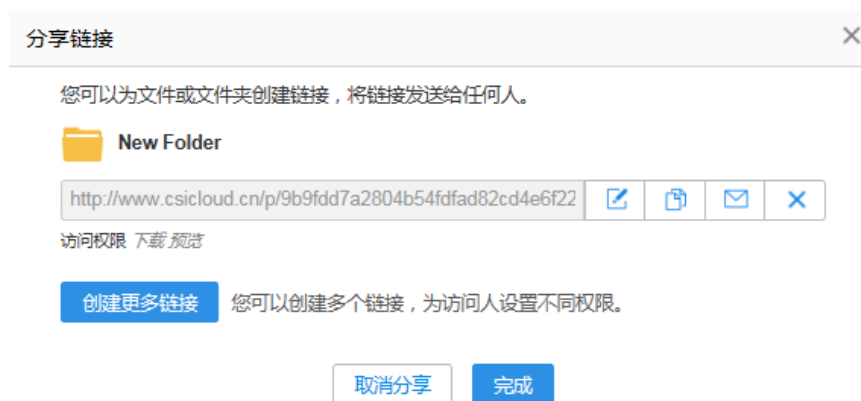 分享链接
您可以为文件或文件夹创建链接，将链接发送给任何人。
New Folder
http://www.csicloud.cn/p/9b9fdd7a2804b54fdfad82cd4e6f22
访问权限 下载 预览
创建更多链接 您可以创建多个链接，为访问人设置不同权限。
取消分享 完成